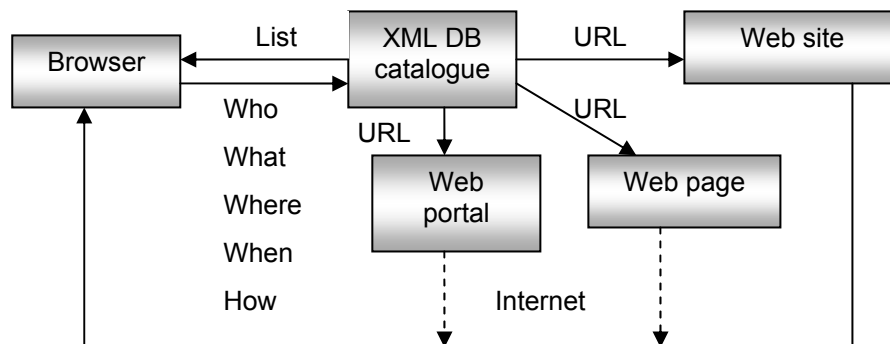 List
XML DB
catalogue
URL
Web site
Browser
Who
URL
URL
What
Web
portal
Web page
Where
When
How
Internet